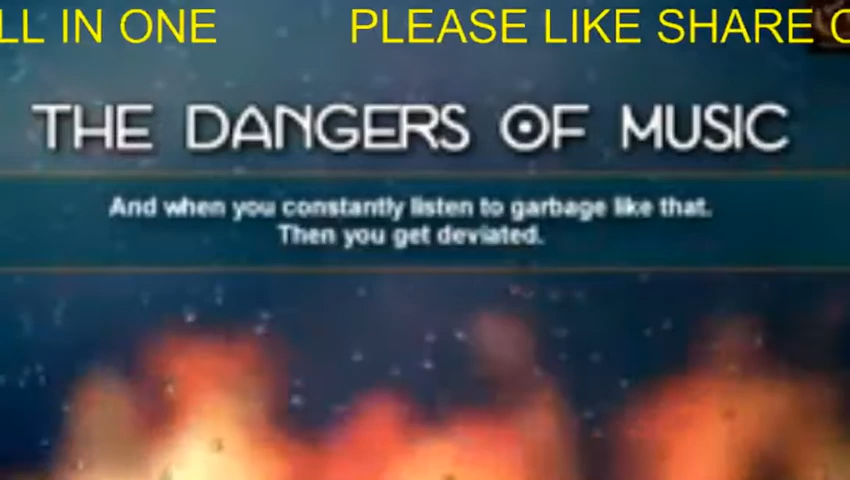 LL IN ONE PLEASE LIKE SHARE
THE DANGERS OF MUSIC
And when you constantly listen to garbage like that.
Then you get deviated.